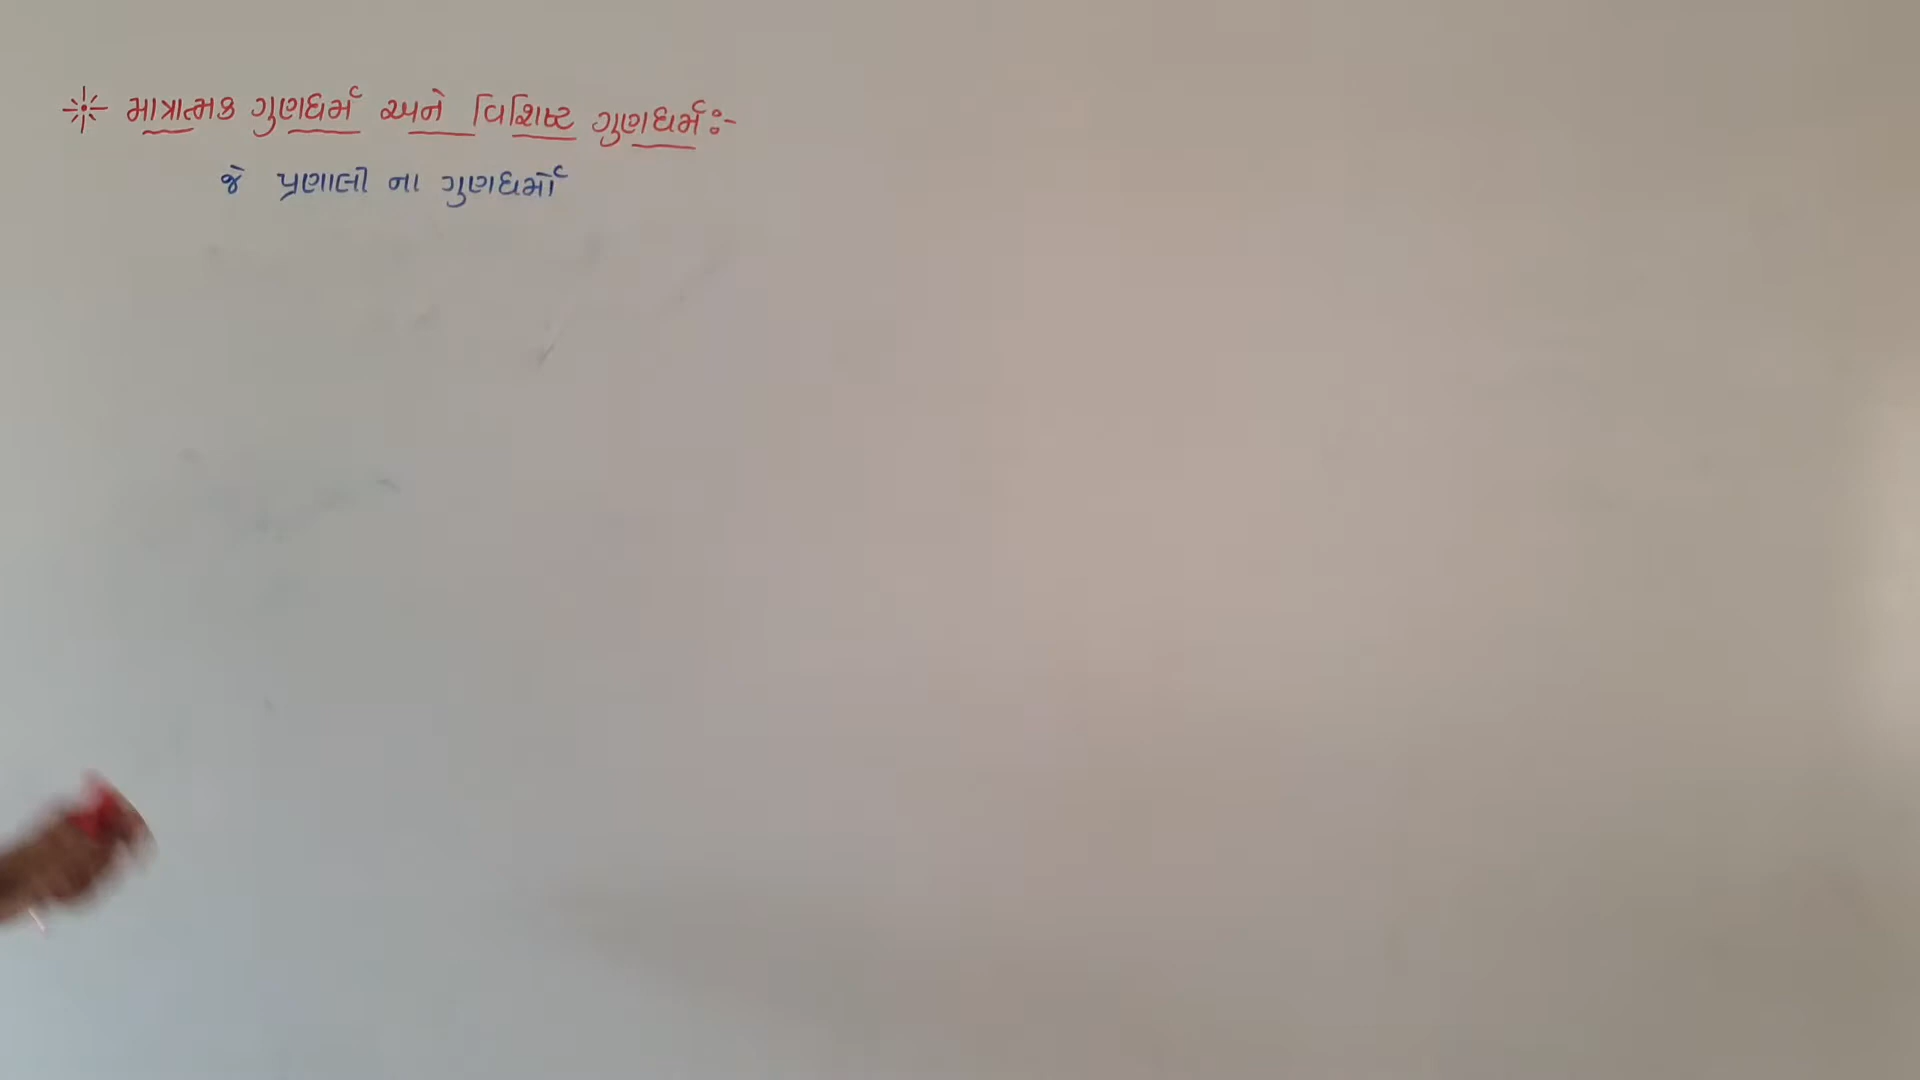 માત્રાત્મક ગુણધર્મ અને વિશિષ્ટ ગુણધર્મ:-
જે પ્રણાલી ના ગુણધર્મો